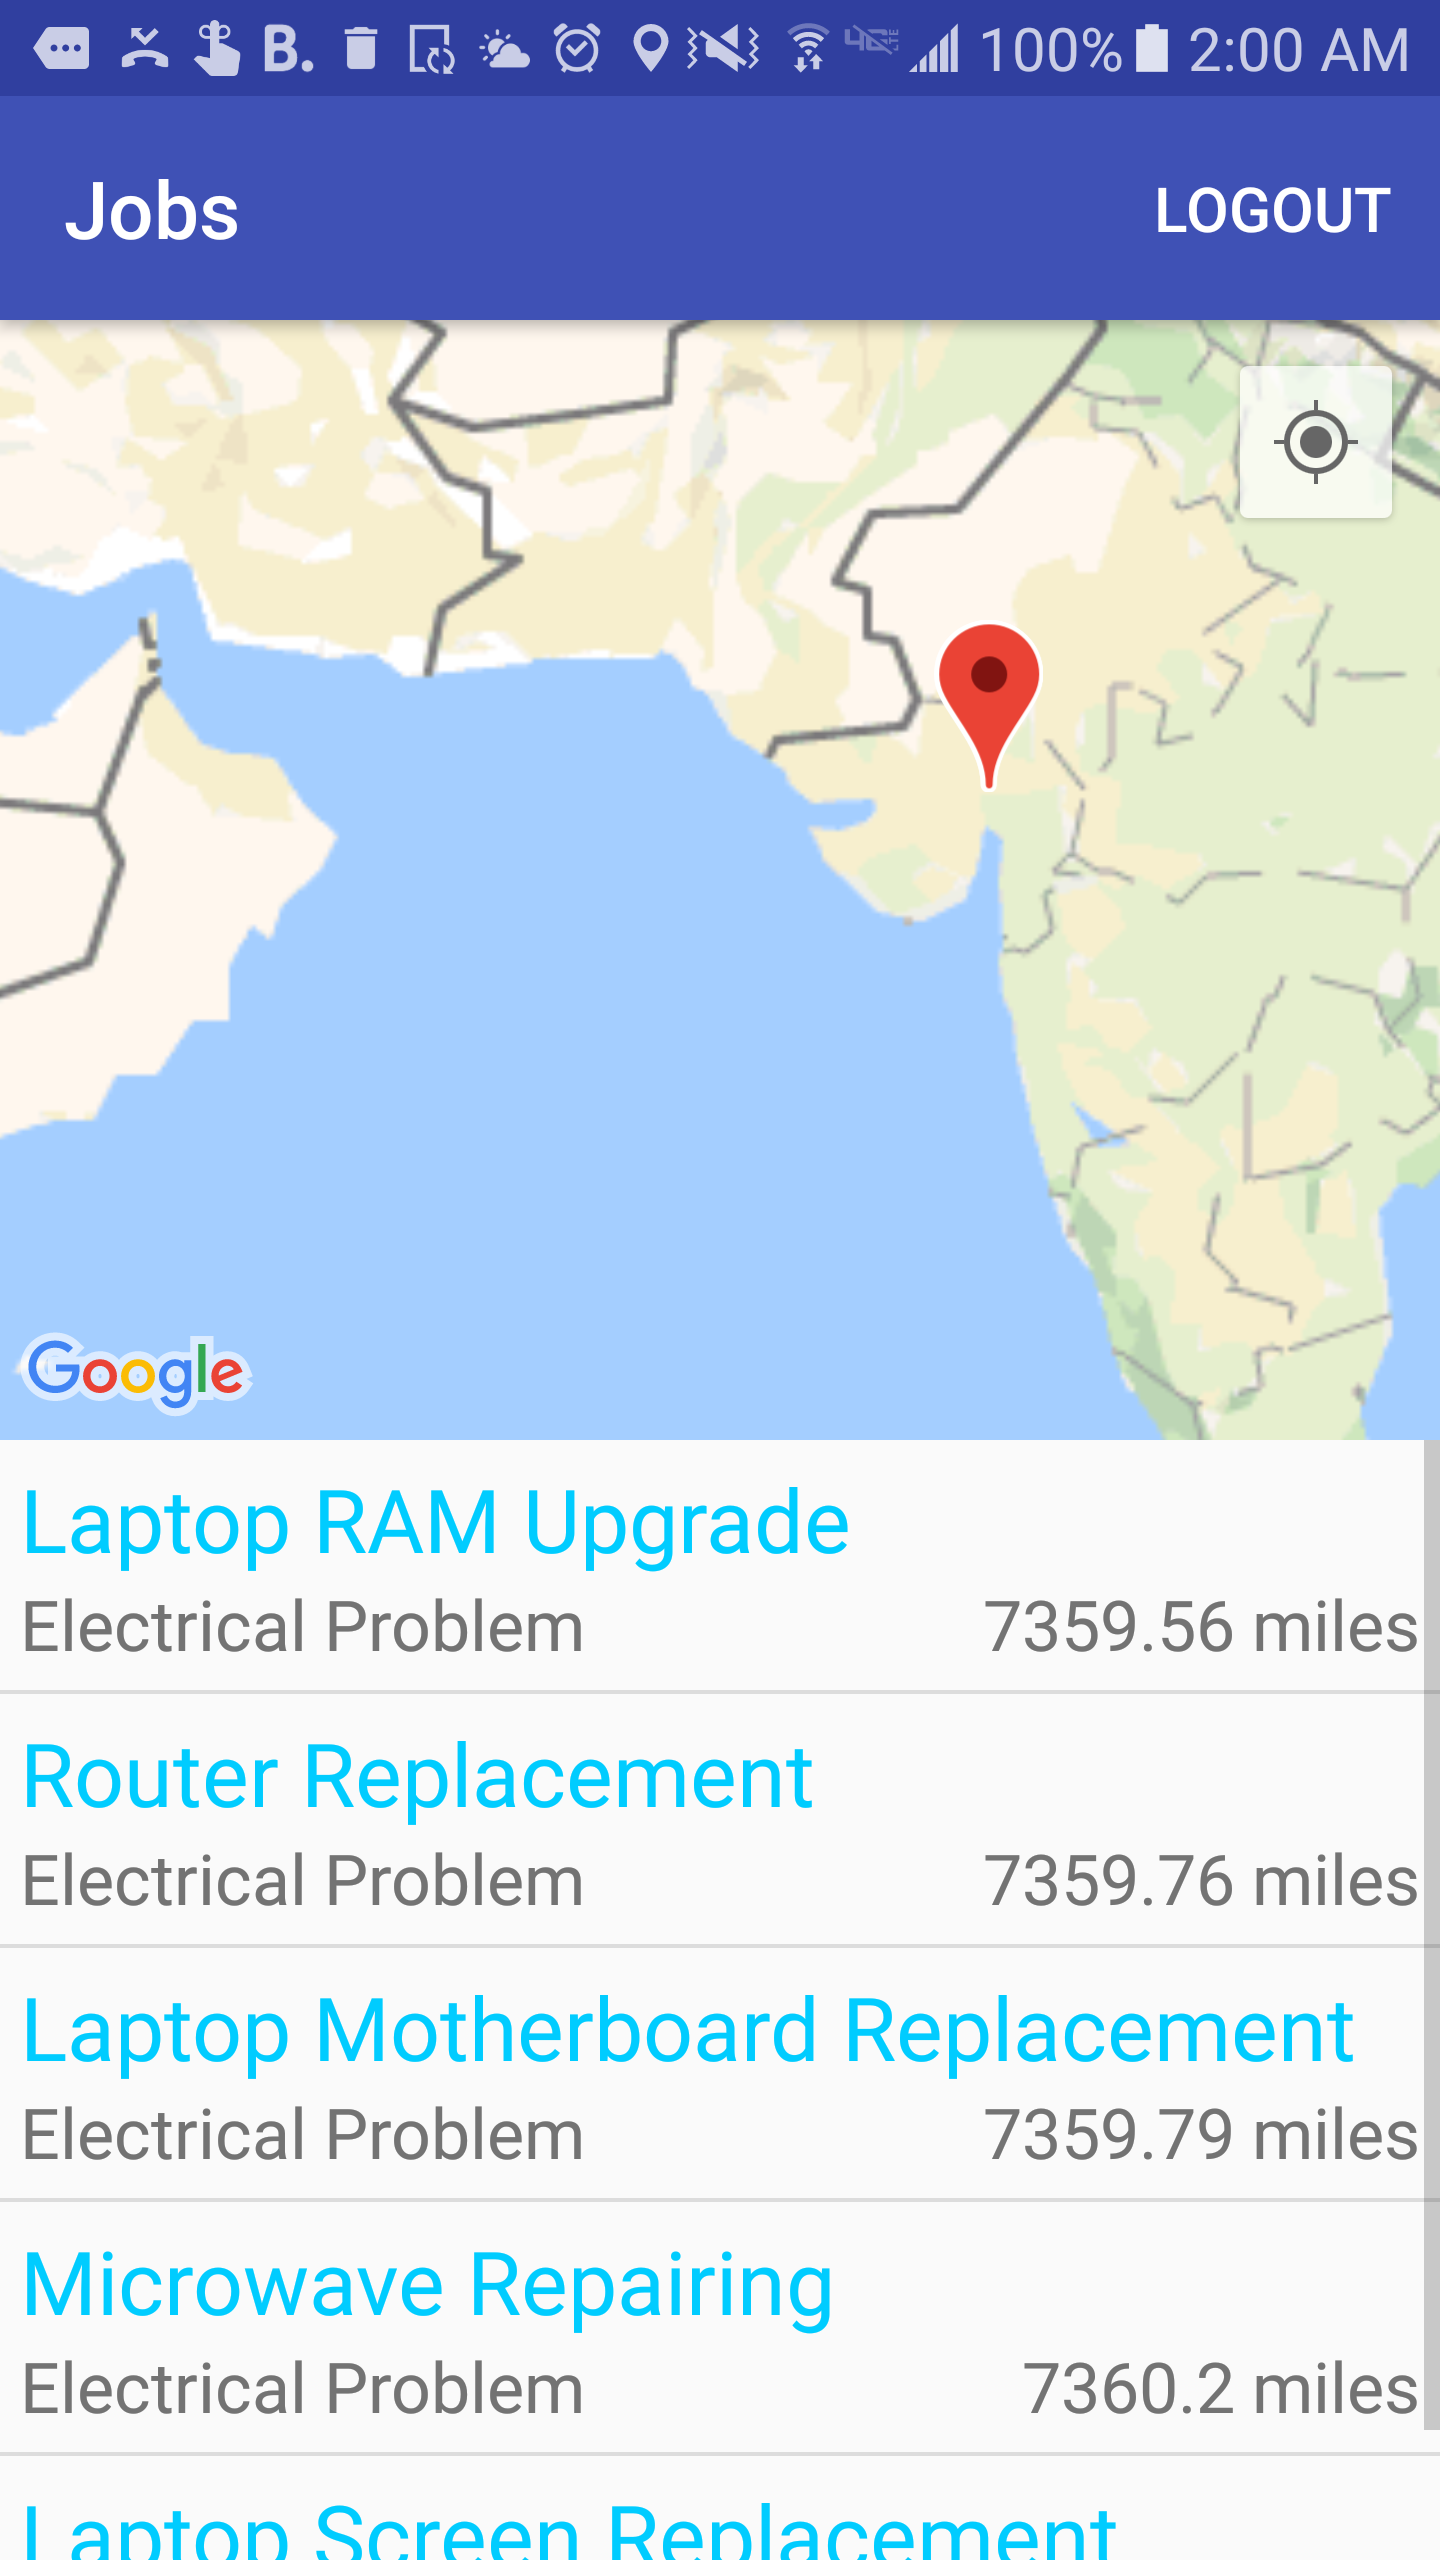 B. 100% 2:00 AM
Jobs LOGOUT
Google
Laptop RAM Upgrade
Electrical Problem 7359.56 miles
Router Replacement
Electrical Problem 7359.76 miles
Laptop Motherboard Replacement
Electrical Problem 7359.79 miles
Microwave Repairing
Electrical Problem 7360.2 miles
Laptop Screen Replacement